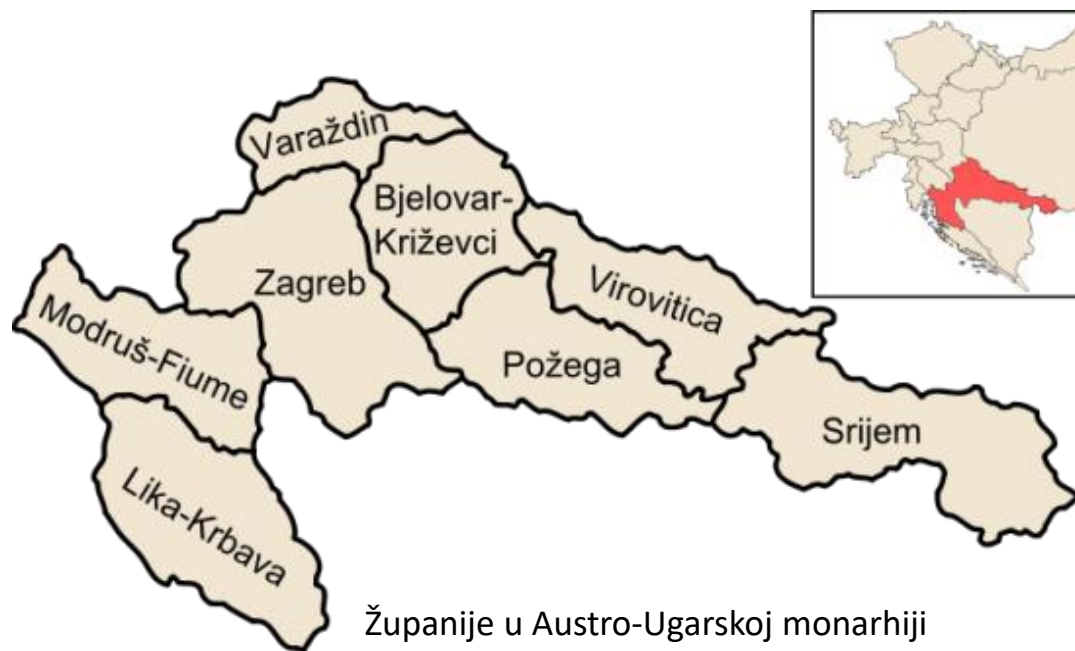 Varaždin
Bjelovar-
Križevci
Zagreb
Virovitica
Modruš-Fiume
Požega
Srijem
Lika-Krbava
Županije u Austro-Ugarskoj monarhiji